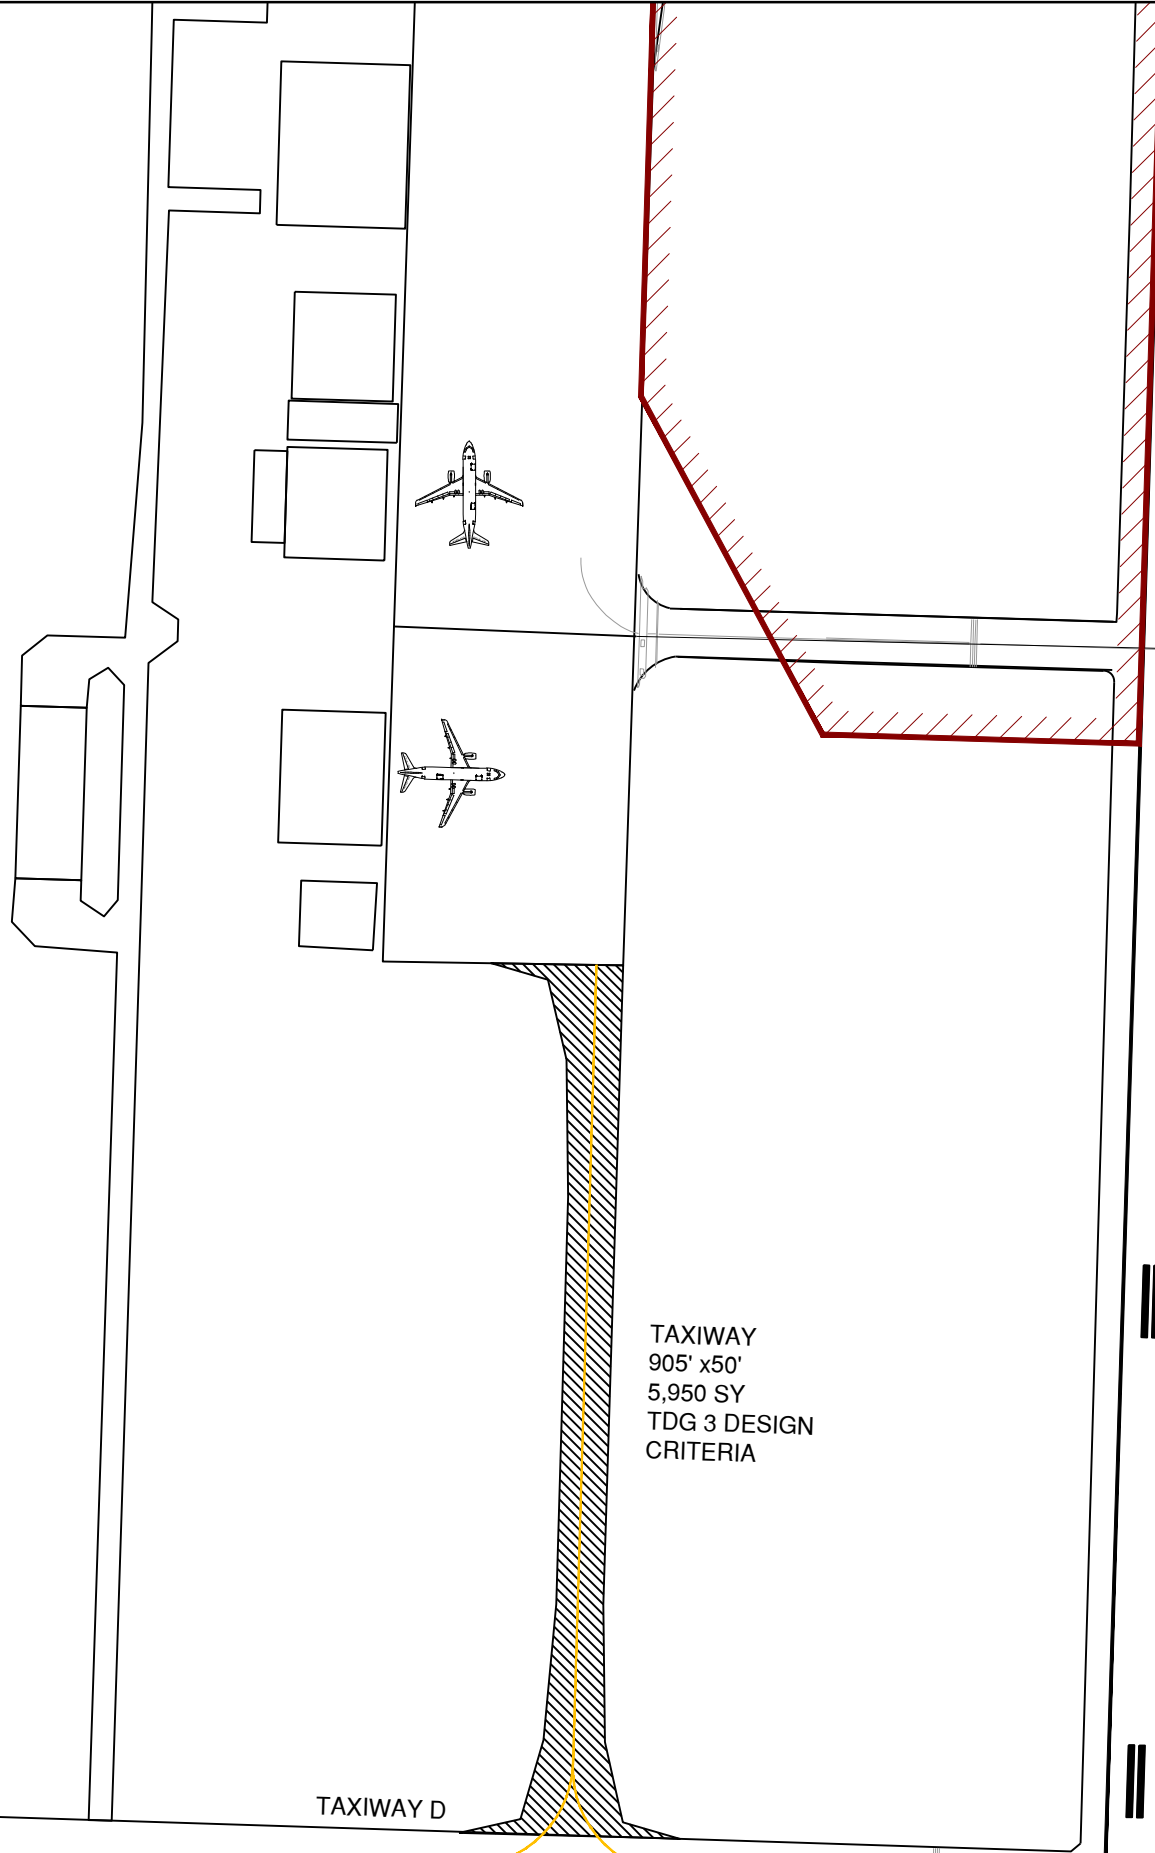 TAXIWAY
905' x50'
5,950 SY
TDG 3 DESIGN
CRITERIA
TAXIWAY D